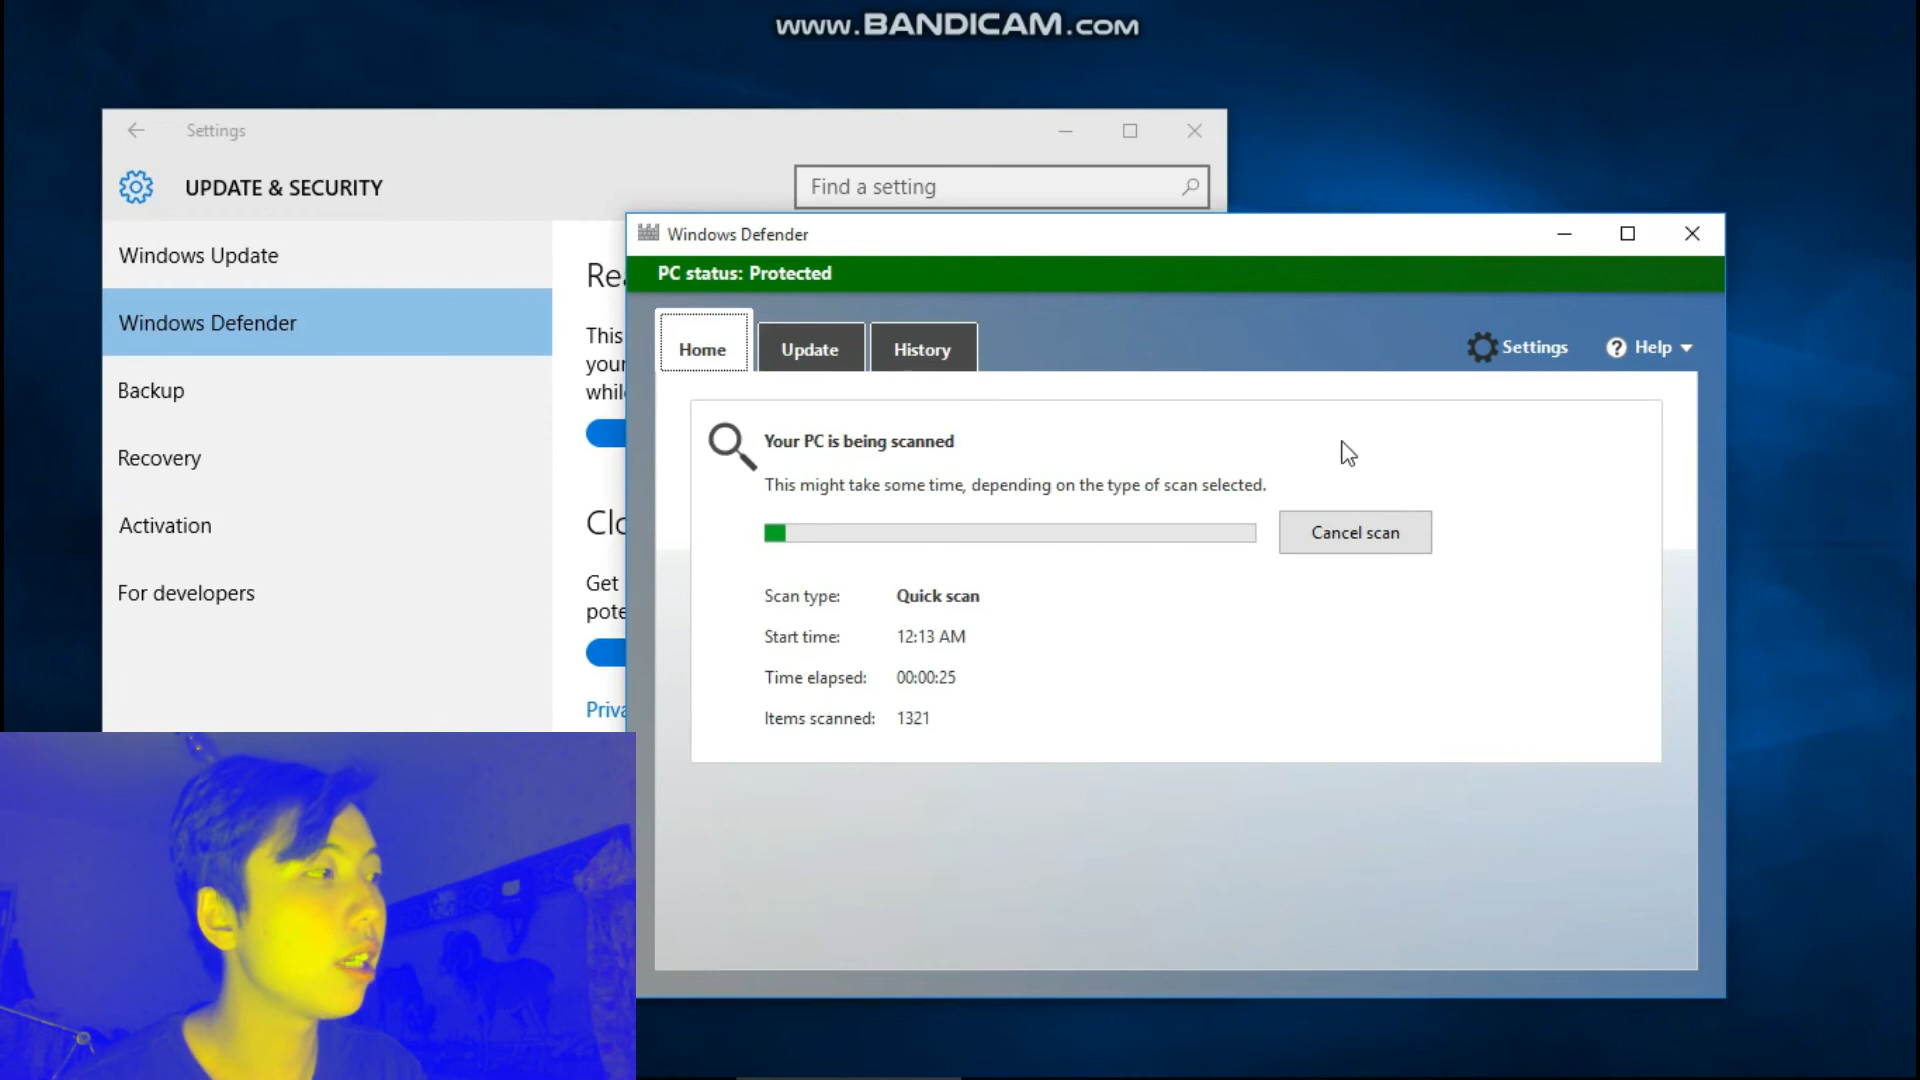 www.BANDICAM.com
Settings
UPDATE & SECURITY
Find a setting
Windows Update
Windows Defender
Backup
Recovery
Activation
For developers
This
while
Get
Windows Defender
PC status: Protected
Home
Update
History
Settings
Help
Your PC is being scanned
This might take some time, depending on the type of scan selected.
Cancel scan
Scan type: Quick scan
Start time: 12:13 AM
Time elapsed: 00:00:25
Items scanned: 1321